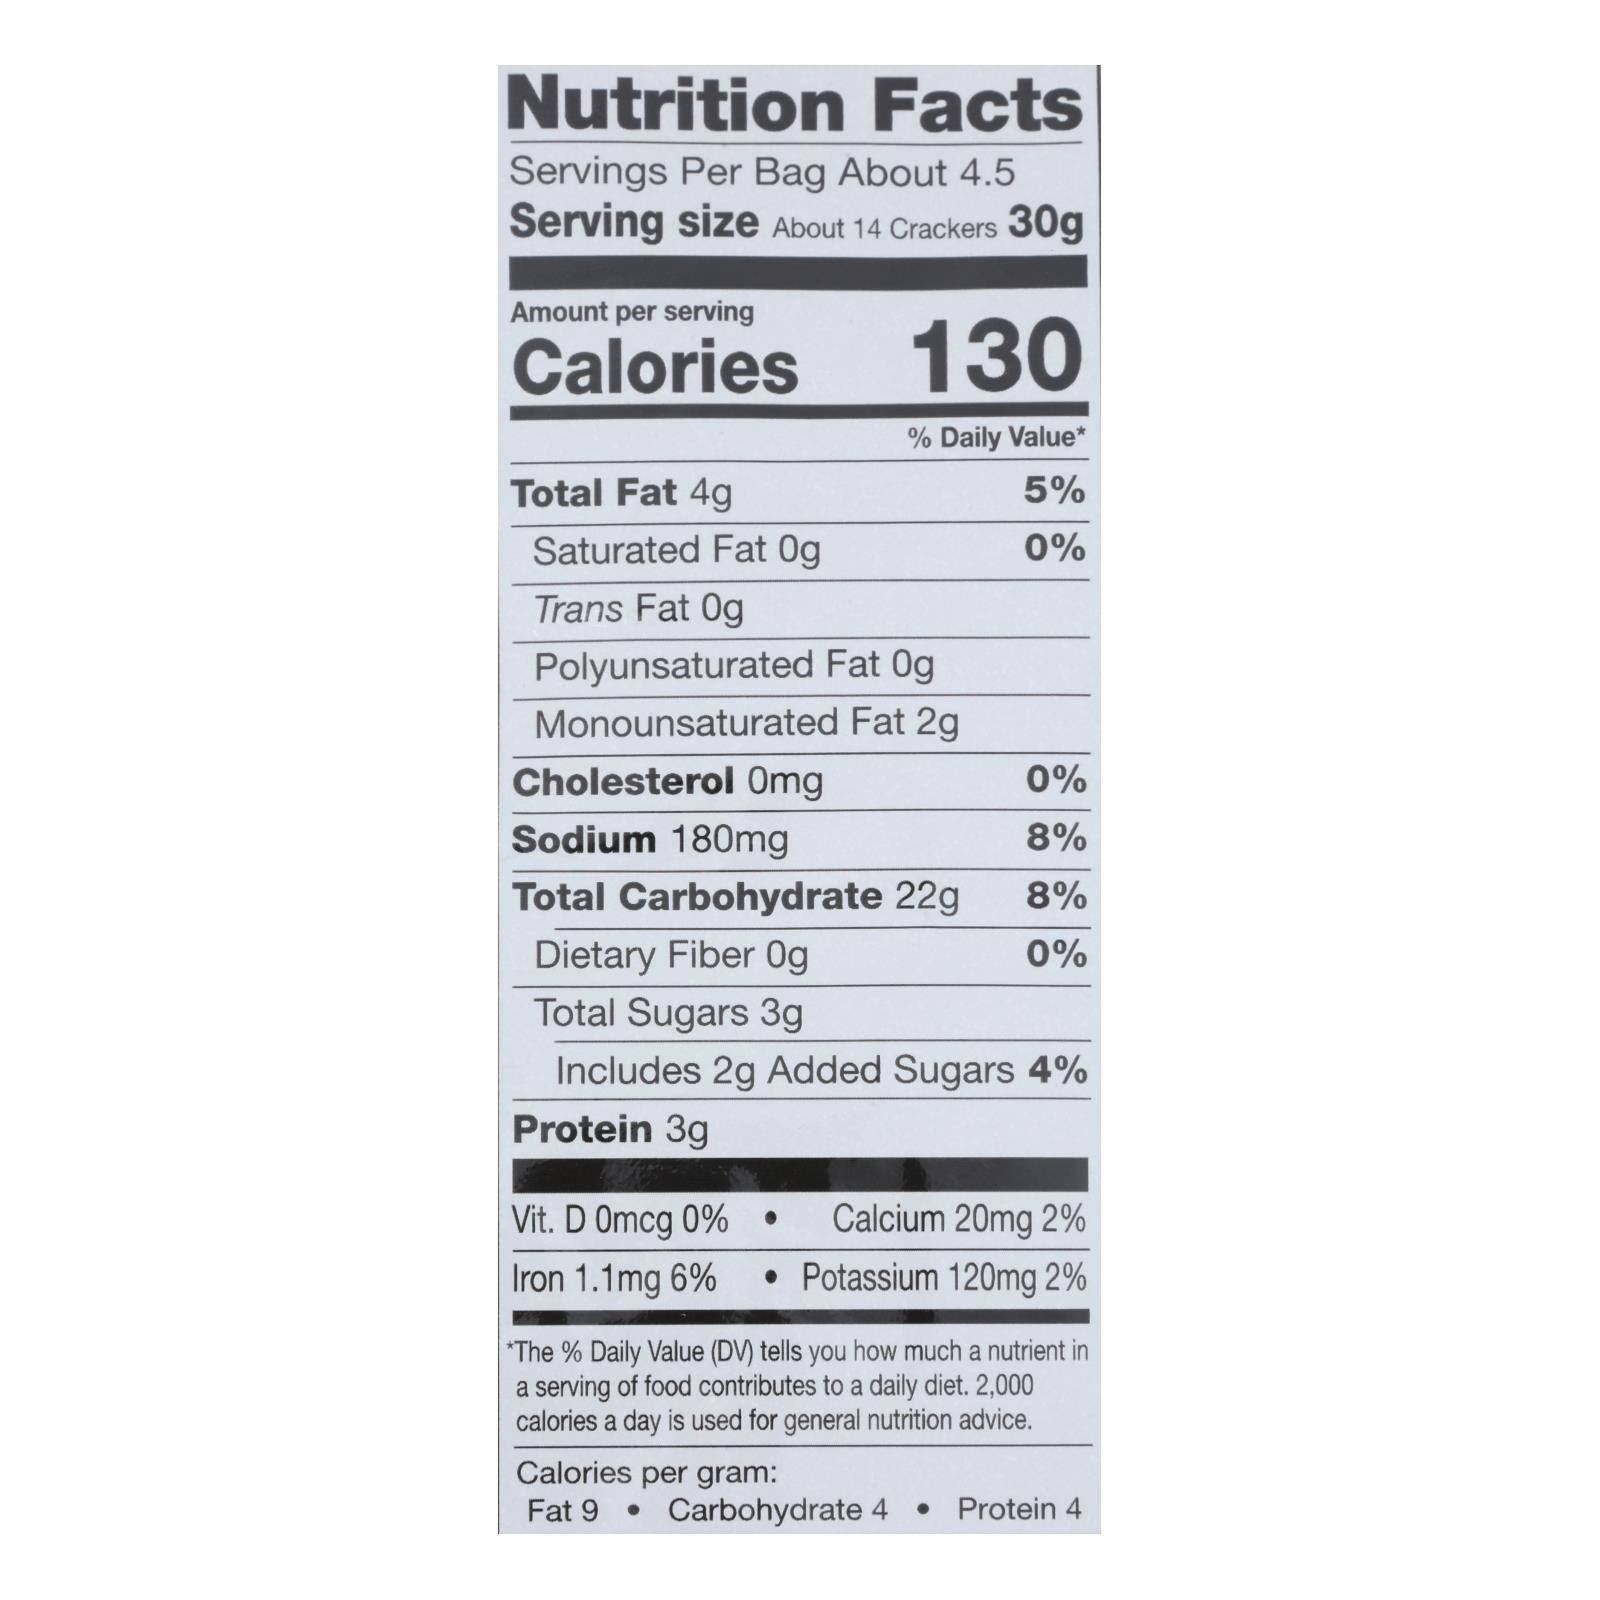 Nutrition Facts
Servings Per Bag About 4.5
Serving size About 14 Crackers 30g
Amount per serving
Calories 130
% Daily Value*
Total Fat 4g 5%
Saturated Fat 0g 0%
Trans Fat 0g
Polyunsaturated Fat 0g
Monounsaturated Fat 2g
Cholesterol 0mg 0%
Sodium 180mg 8%
Total Carbohydrate 22g 8%
Dietary Fiber 0g 0%
Total Sugars 3g
Includes 2g Added Sugars 4%
Protein 3g
Vit. D 0mcg 0% • Calcium 20mg 2%
Iron 1.1mg 6% • Potassium 120mg 2%
*The % Daily Value (DV) tells you how much a nutrient in
a serving of food contributes to a daily diet. 2,000
calories a day is used for general nutrition advice.
Calories per gram:
Fat 9 • Carbohydrate 4 • Protein 4